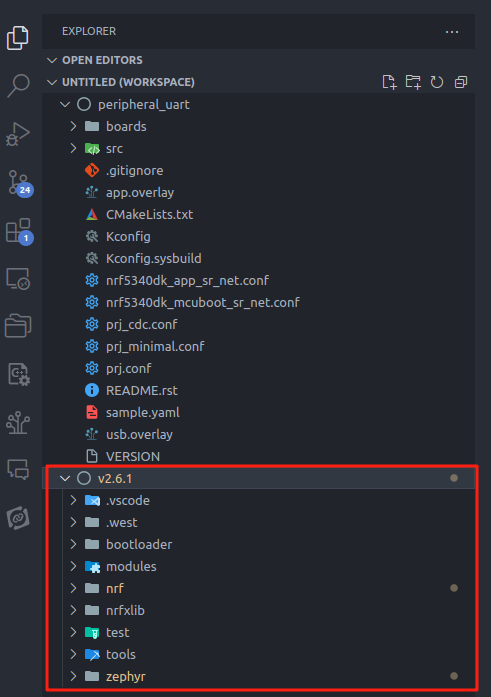 EXPLORER
OPEN EDITORS
UNTITLED (WORKSPACE)
peripheral_uart
boards
src
.gitignore
app.overlay
CMakeLists.txt
Kconfig
Kconfig.sysbuild
nrf5340dk_app_sr_net.conf
nrf5340dk_mcuboot_sr_net.conf
prj_cdc.conf
prj_minimal.conf
prj.conf
README.rst
sample.yaml
usb.overlay
VERSION
v2.6.1
.vscode
.west
bootloader
modules
nrf
nrfxlib
test
tools
zephyr
24
1